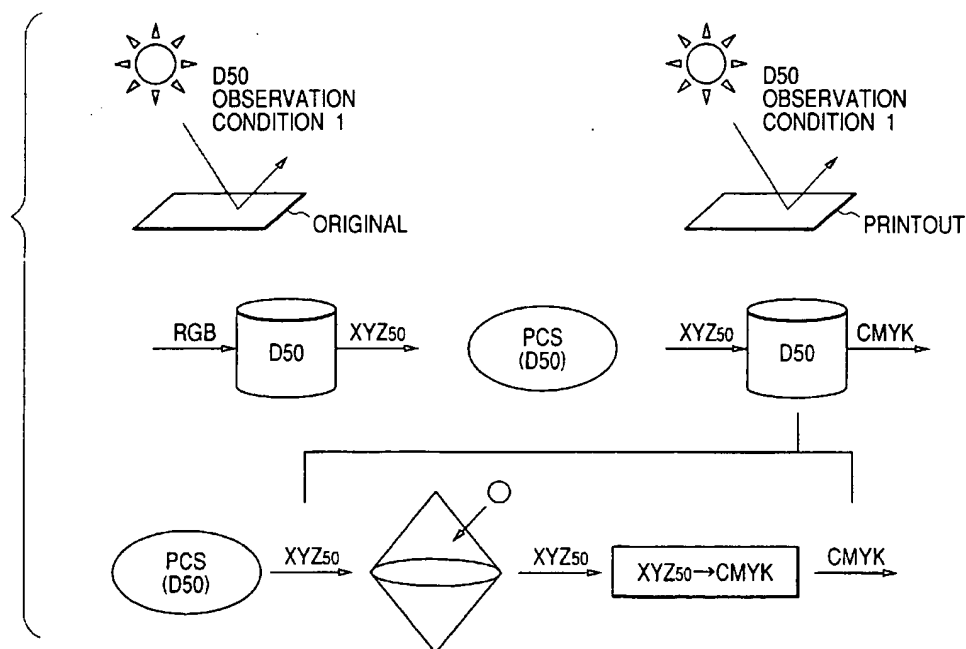 D50
OBSERVATION
CONDITION 1
ORIGINAL
D50
OBSERVATION
CONDITION 1
PRINTOUT
RGB
D50
XYZ50
PCS
(D50)
XYZ50
D50
CMYK
PCS
(D50)
XYZ50
XYZ50
XYZ50→CMYK
CMYK